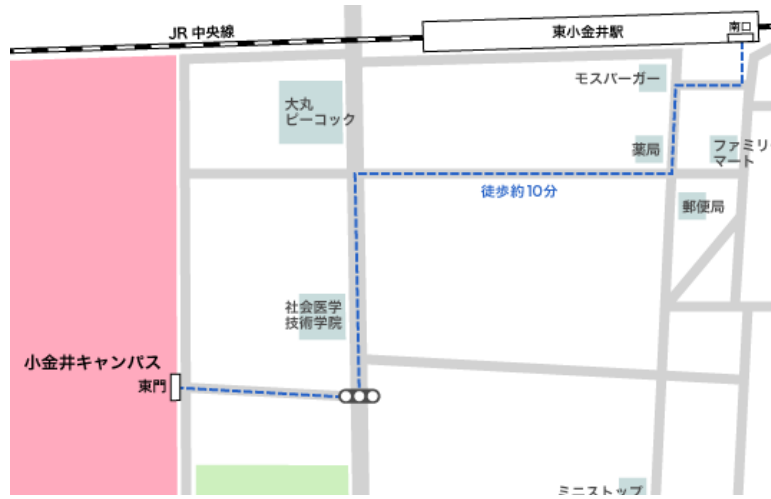 JR 中央線
東小金井駅
南口
モスバーガー
大丸
ピーコック
薬局
ファミリ
マート
徒歩約10分
郵便局
社会医学
技術学院
小金井キャンパス
東門
ミニストップ